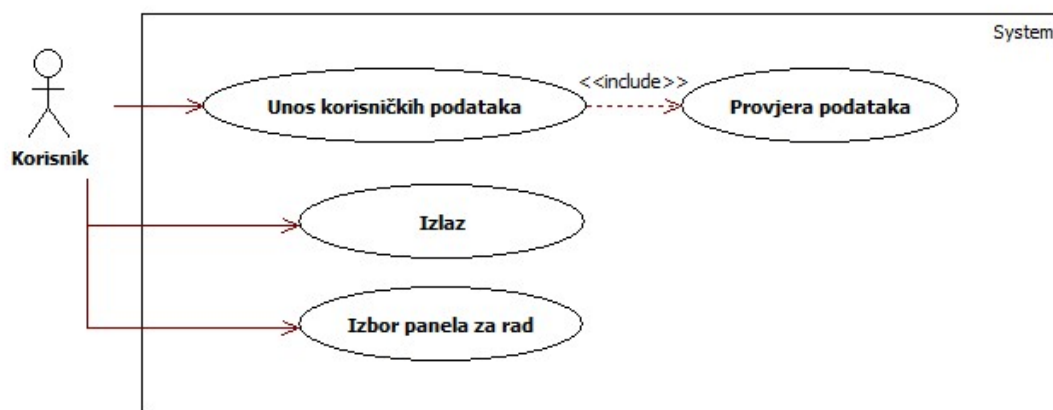 System
<<include>>
Unos korisničkih podataka
Provjera podataka
Korisnik
Izlaz
Izbor panela za rad